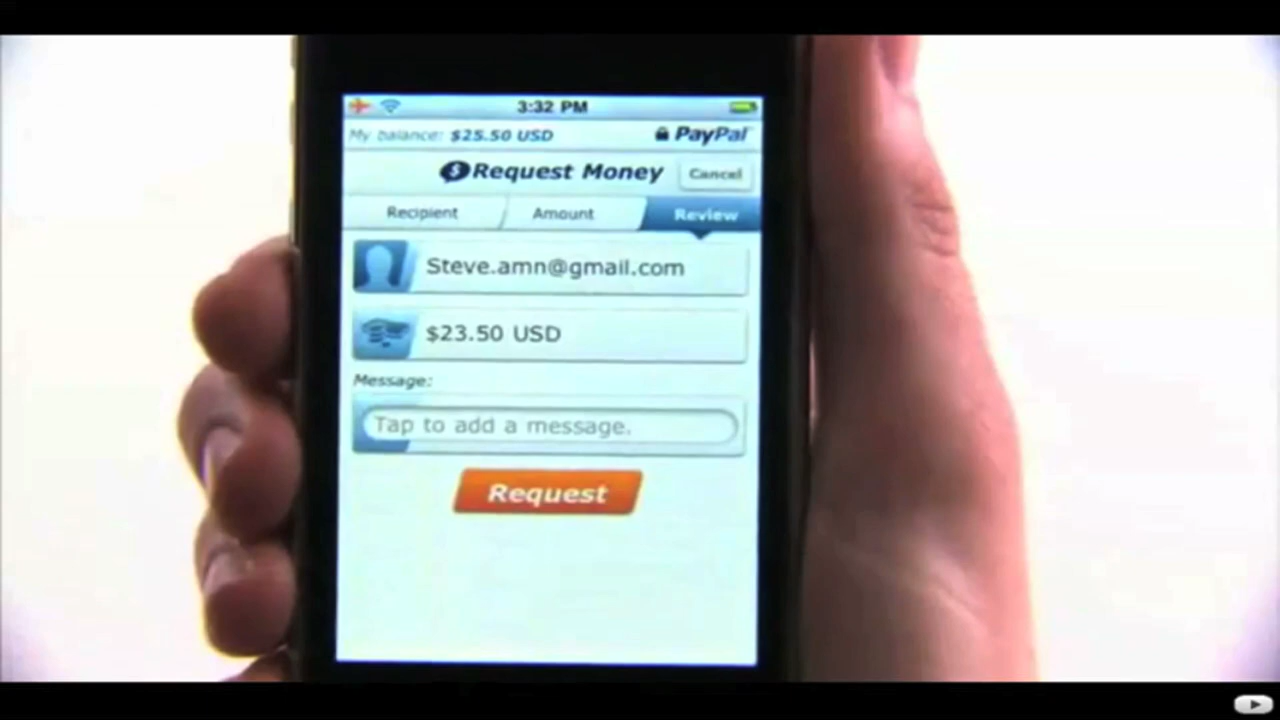 3:32 PM
My balance: $25.50 USD PayPal
Request Money Cancel
Recipient Amount Review
Steve.amn@gmail.com
$23.50 USD
Message:
Tap to add a message.
Request